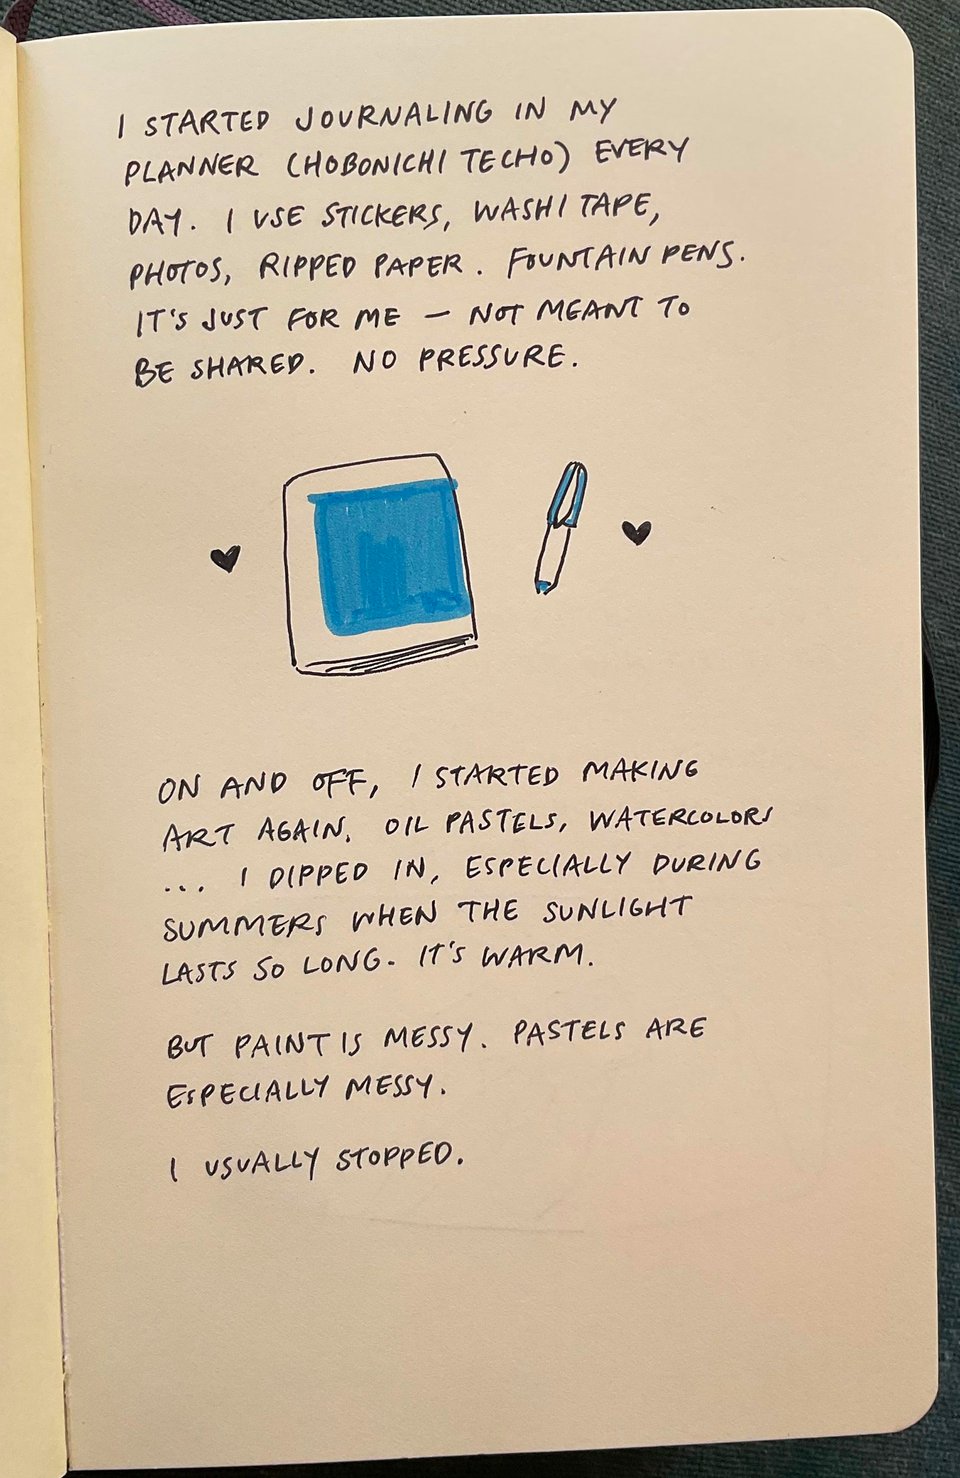 I STARTED JOURNALING IN MY
PLANNER (HOBONICHI TECHO) EVERY
DAY. I USE STICKERS, WASHI TAPE,
PHOTOS, RIPPED PAPER. FOUNTAIN PENS.
IT'S JUST FOR ME — NOT MEANT TO
BE SHARED. NO PRESSURE.
ON AND OFF, I STARTED MAKING
ART AGAIN. OIL PASTELS, WATERCOLORS
... I DIPPED IN, ESPECIALLY DURING
SUMMERS WHEN THE SUNLIGHT
LASTS SO LONG. IT'S WARM.
BUT PAINT IS MESSY. PASTELS ARE
ESPECIALLY MESSY.
I USUALLY STOPPED.